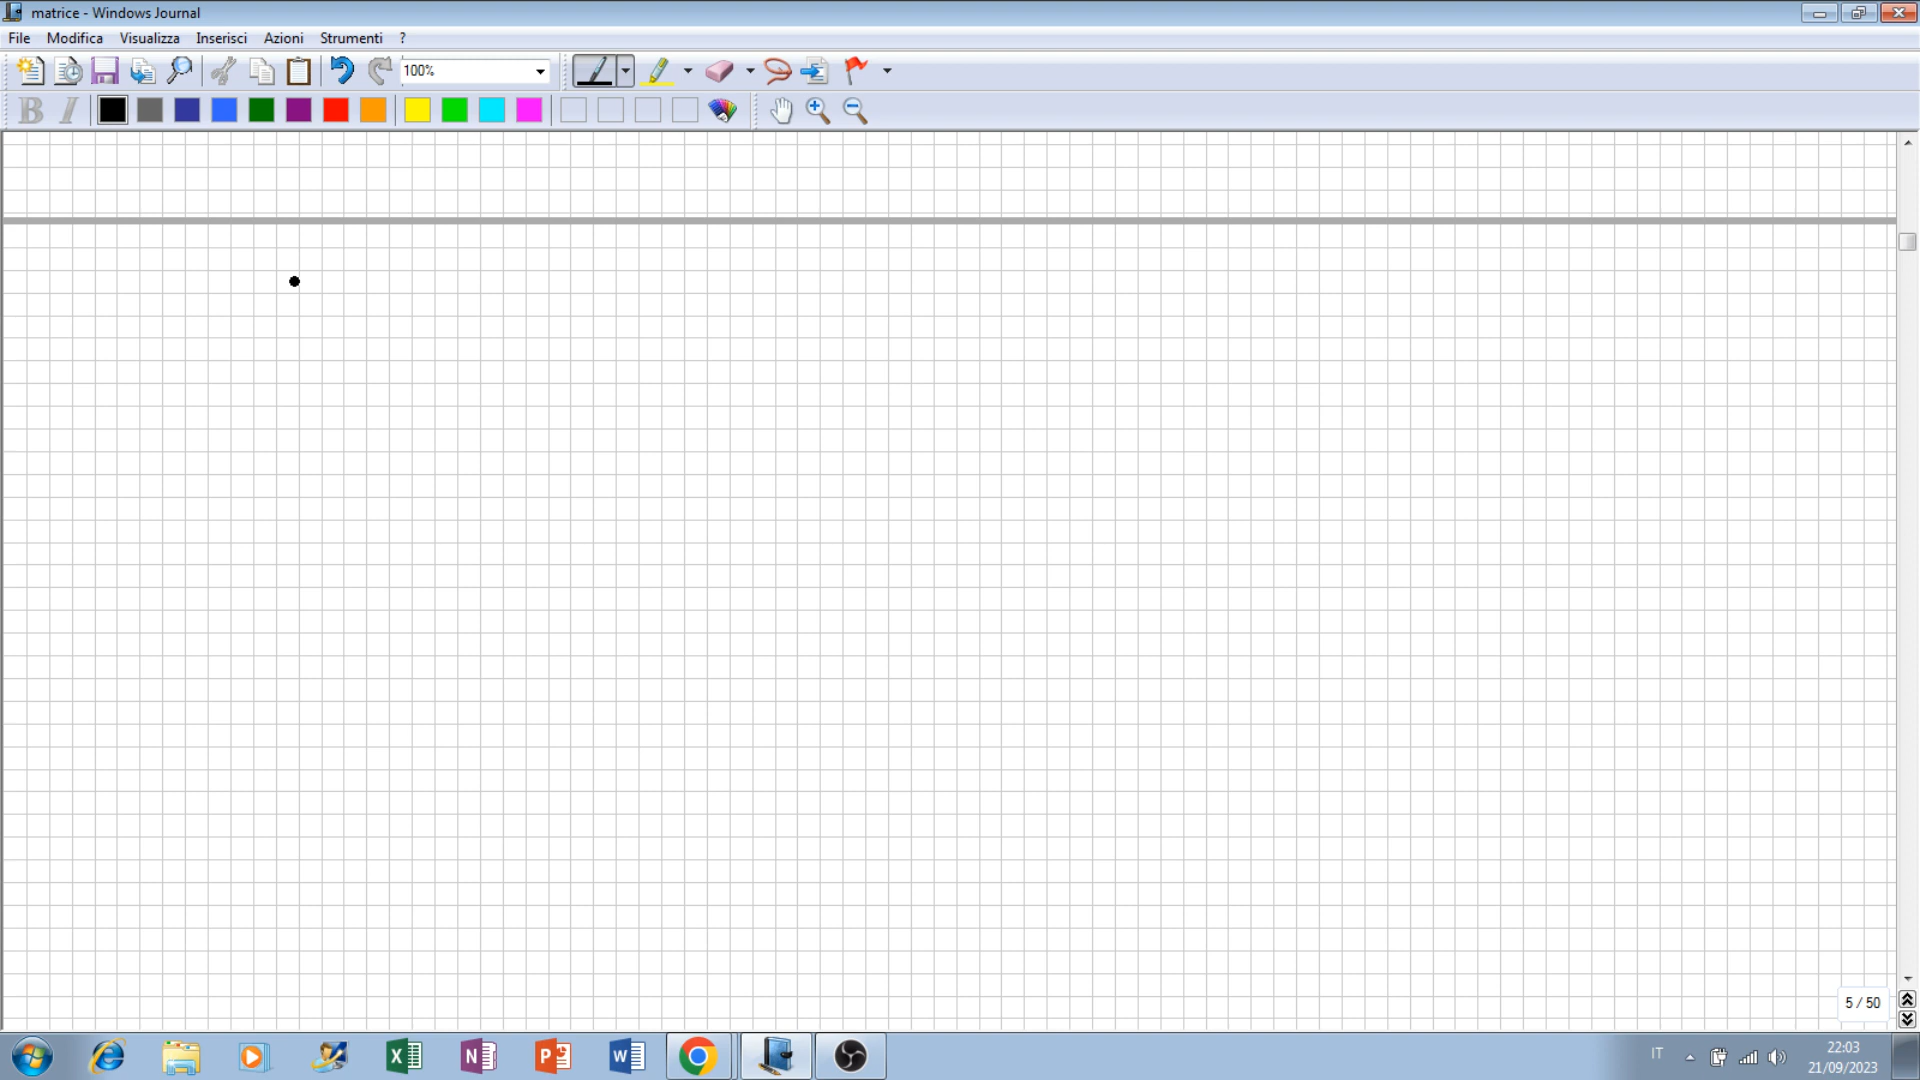 matrice - Windows Journal
File Modifica Visualizza Inserisci Azioni Strumenti ?
100%
B I
5 / 50
IT
22:03
21/09/2023